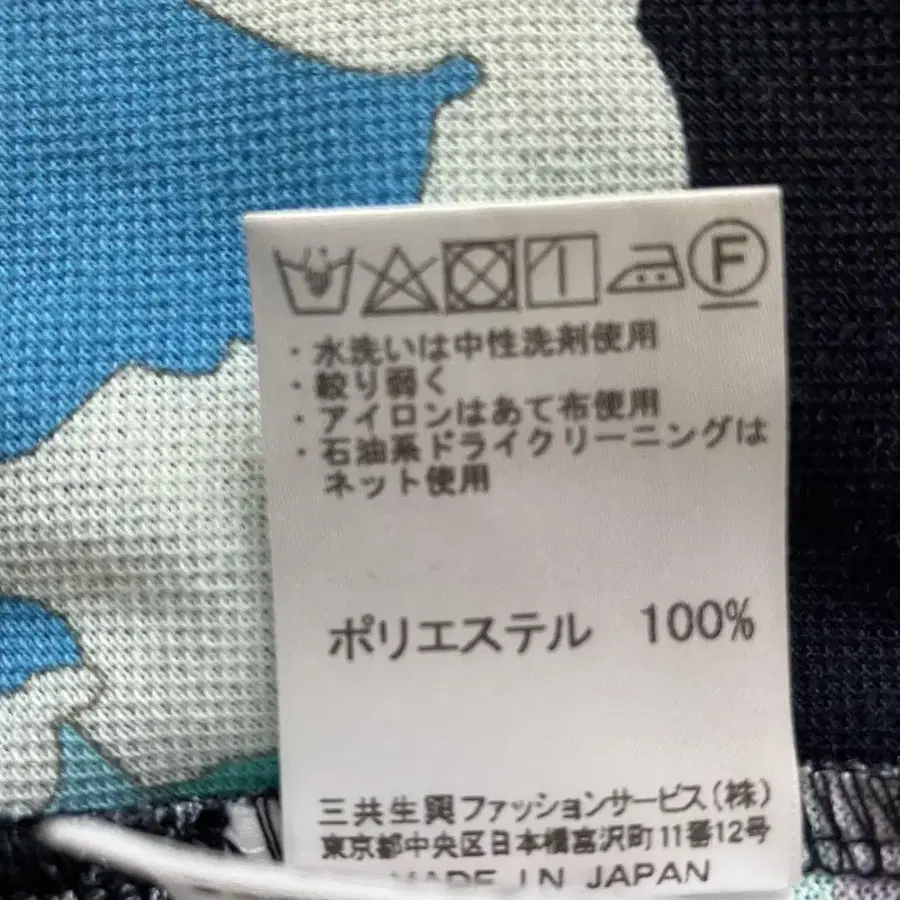 F
・水洗いは中性洗剤使用
・絞り弱く
・アイロンはあて布使用
・石油系ドライクリーニングは
ネット使用
ポリエステル 100%
三共生興ファッションサービス(株)
東京都中央区日本橋富沢町11番12号
MADE IN JAPAN